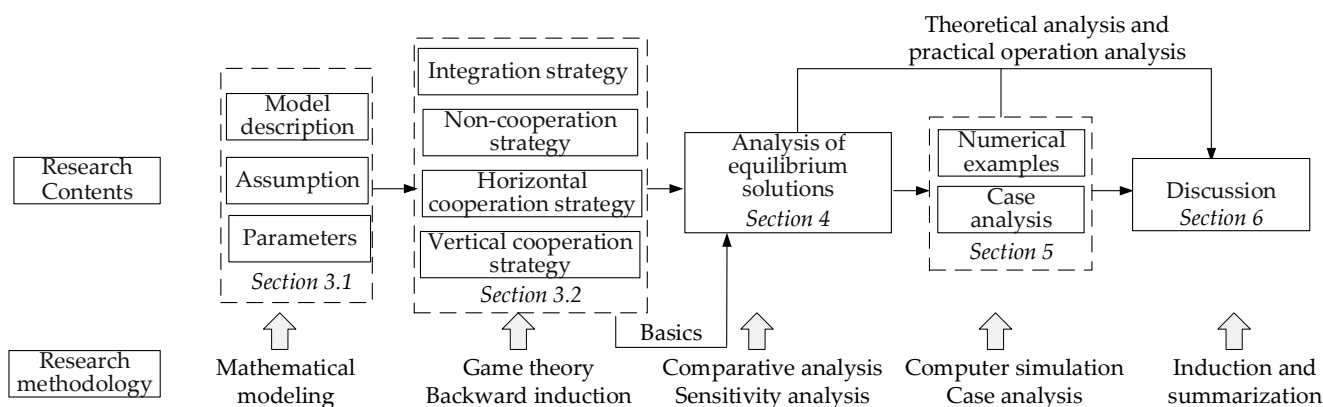 Theoretical analysis and
practical operation analysis
Research
Contents
Model
description
Assumption
Parameters
Section 3.1
Integration strategy
Non-cooperation
strategy
Horizontal
cooperation strategy
Vertical cooperation
strategy
Section 3.2
Analysis of
equilibrium
solutions
Section 4
Numerical
examples
Case
analysis
Section 5
Discussion
Section 6
Basics
Research
methodology
Mathematical
modeling
Game theory
Backward induction
Comparative analysis
Sensitivity analysis
Computer simulation
Case analysis
Induction and
summarization